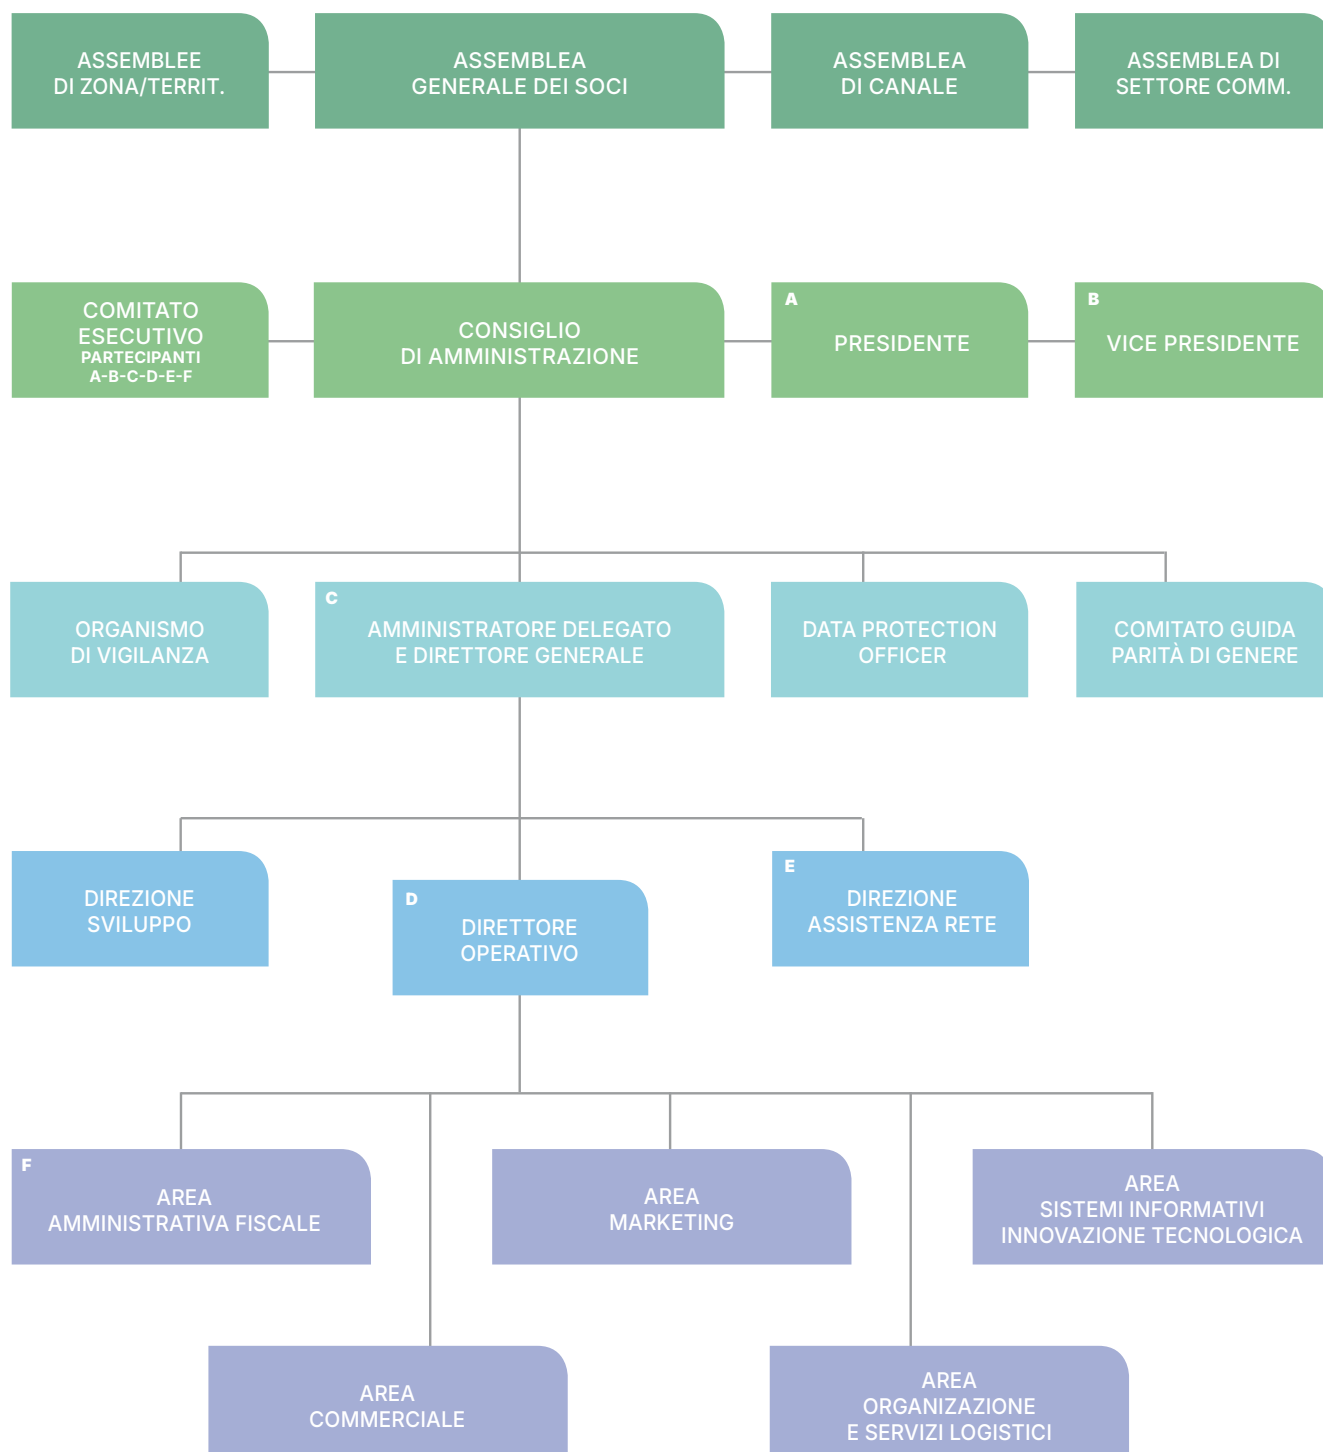 ASSEMBLEE
DI ZONA/TERRIT.
ASSEMBLEA
GENERALE DEI SOCI
ASSEMBLEA
DI CANALE
ASSEMBLEA DI
SETTORE COMM.
COMITATO
ESECUTIVO
PARTECIPANTI
A-B-C-D-E-F
CONSIGLIO
DI AMMINISTRAZIONE
A
PRESIDENTE
B
VICE PRESIDENTE
ORGANISMO
DI VIGILANZA
C
AMMINISTRATORE DELEGATO
E DIRETTORE GENERALE
DATA PROTECTION
OFFICER
COMITATO GUIDA
PARITÀ DI GENERE
DIREZIONE
SVILUPPO
D
DIRETTORE
OPERATIVO
E
DIREZIONE
ASSISTENZA RETE
F
AREA
AMMINISTRATIVA FISCALE
AREA
MARKETING
AREA
SISTEMI INFORMATIVI
INNOVAZIONE TECNOLOGICA
AREA
COMMERCIALE
AREA
ORGANIZAZIONE
E SERVIZI LOGISTICI